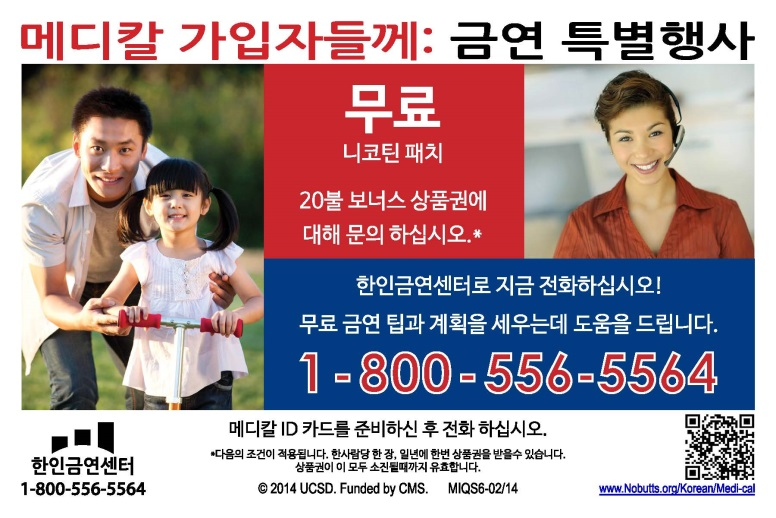 메디칼 가입자들께: 금연 특별행사
무료
니코틴 패치
20불 보너스 상품권에
대해 문의 하십시오.*
한인금연센터로 지금 전화하십시오!
무료 금연 팁과 계획을 세우는데 도움을 드립니다.
1-800-556-5564
메디칼 ID 카드를 준비하신 후 전화 하십시오.
*다음의 조건이 적용됩니다. 한사람당 한 장, 일년에 한번 상품권을 받을수 있습니다.
상품권이 이 모두 소진될때까지 유효합니다.
© 2014 UCSD. Funded by CMS. MIQS6-02/14
한인금연센터
1-800-556-5564
www.Nobutts.org/Korean/Medi-cal